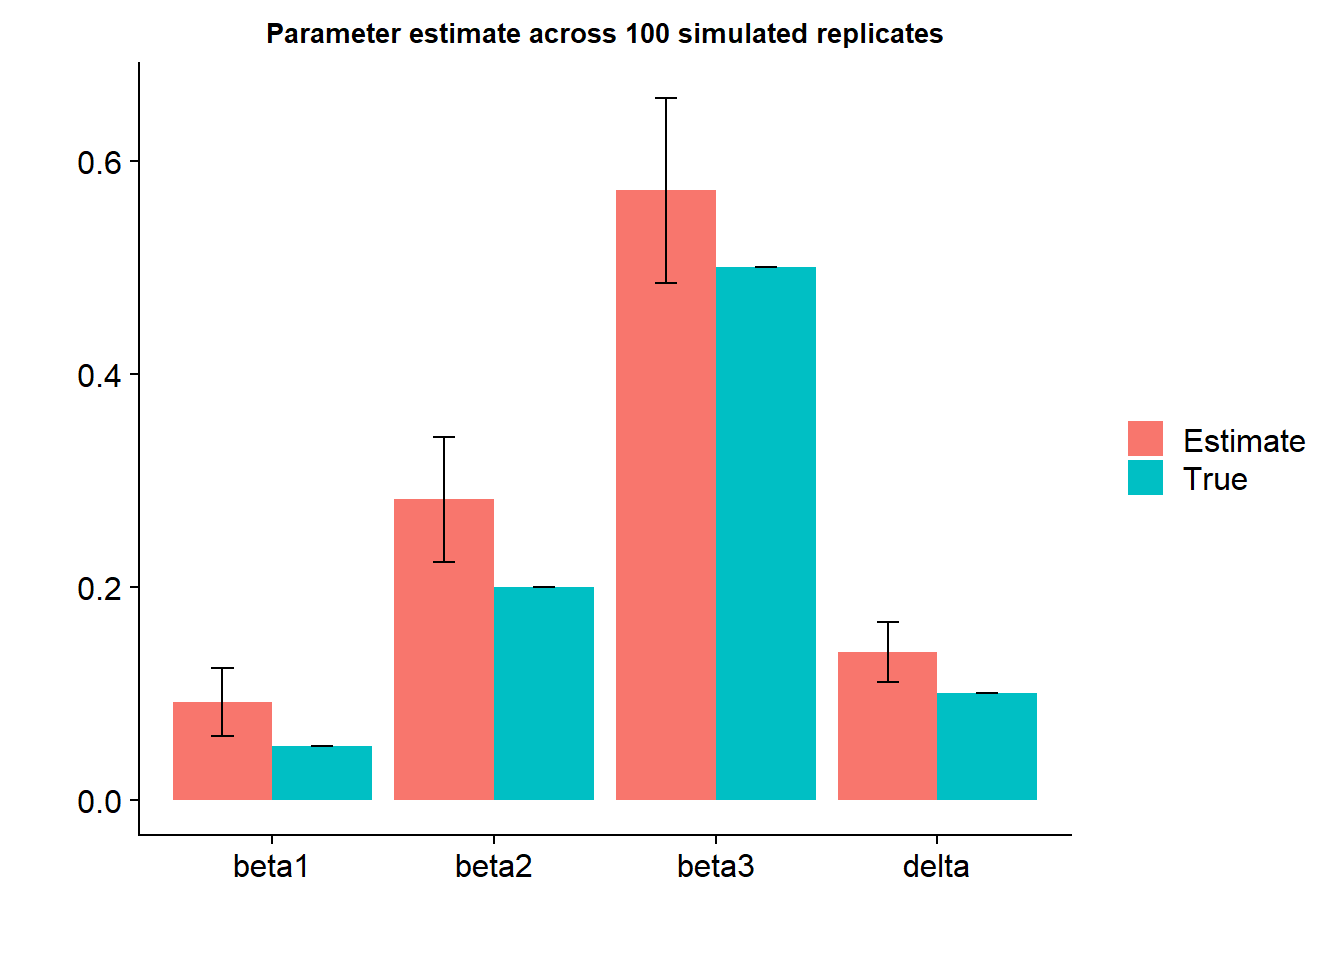 Parameter estimate across 100 simulated replicates
0.6
0.4
0.2
0.0
beta1 beta2 beta3 delta
Estimate
True